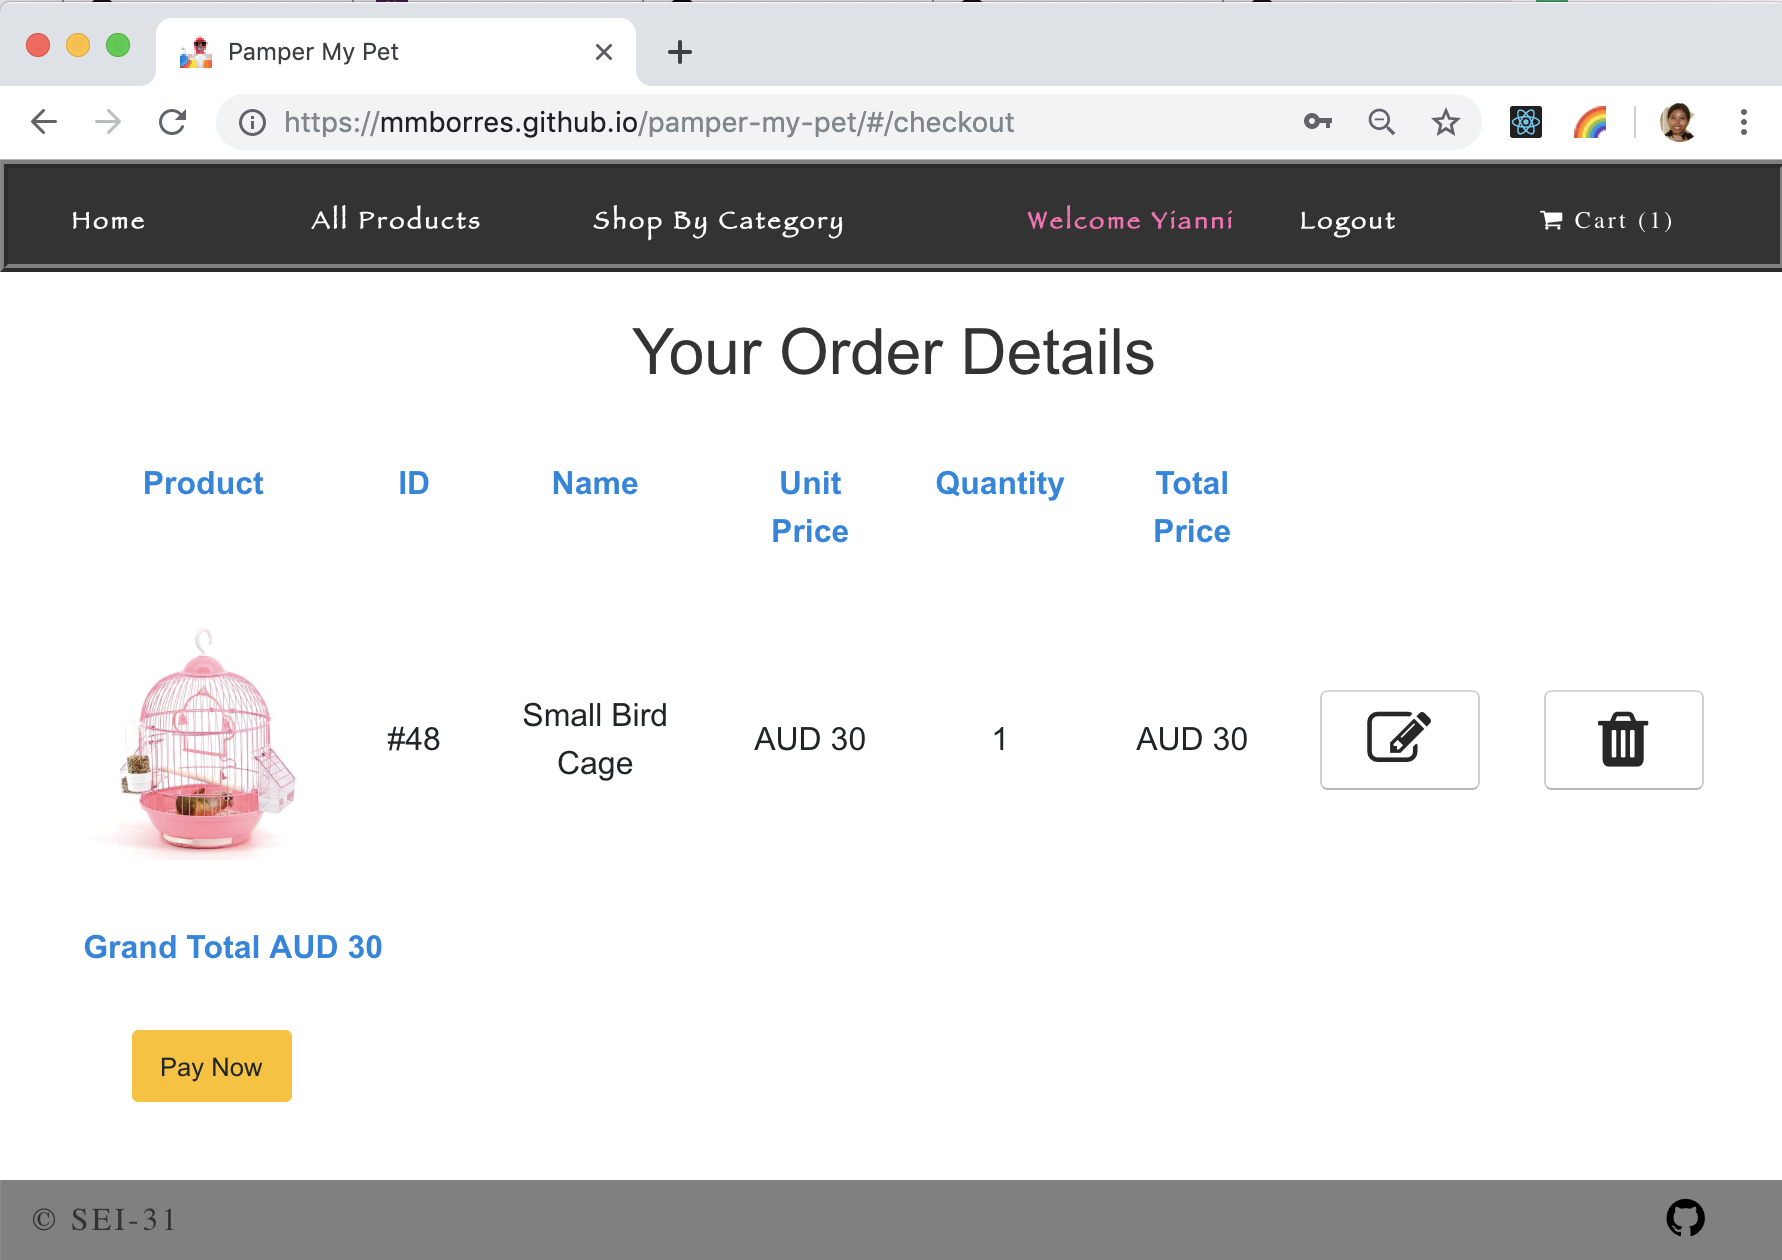 Pamper My Pet
https://mmborres.github.io/pamper-my-pet/#/checkout
Home All Products Shop By Category Welcome Yianni Logout Cart (1)
Your Order Details
Product ID Name Unit Price Quantity Total Price
#48 Small Bird Cage AUD 30 1 AUD 30
Grand Total AUD 30
Pay Now
© SEI-31